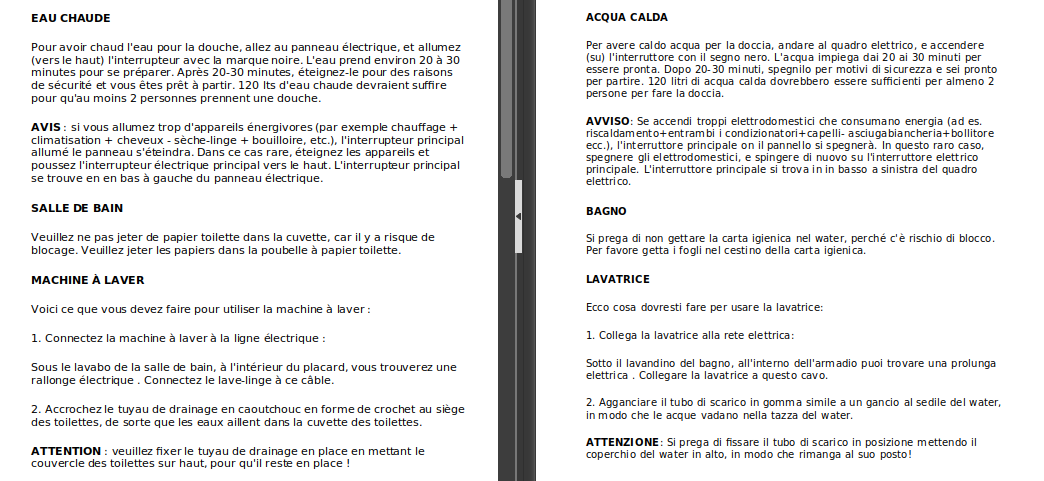 EAU CHAUDE
Pour avoir chaud l'eau pour la douche, allez au panneau électrique, et allumez
(vers le haut) l'interrupteur avec la marque noire. L'eau prend environ 20 à 30
minutes pour se préparer. Après 20-30 minutes, éteignez-le pour des raisons
de sécurité et vous êtes prêt à partir. 120 lts d'eau chaude devraient suffire
pour qu'au moins 2 personnes prennent une douche.
AVIS : si vous allumez trop d'appareils énergivores (par exemple chauffage +
climatisation + cheveux - sèche-linge + bouilloire, etc.), l'interrupteur principal
allumé le panneau s'éteindra. Dans ce cas rare, éteignez les appareils et
poussez l'interrupteur électrique principal vers le haut. L'interrupteur principal
se trouve en en bas à gauche du panneau électrique.
SALLE DE BAIN
Veuillez ne pas jeter de papier toilette dans la cuvette, car il y a risque de
blocage. Veuillez jeter les papiers dans la poubelle à papier toilette.
MACHINE À LAVER
Voici ce que vous devez faire pour utiliser la machine à laver :
1. Connectez la machine à laver à la ligne électrique :
Sous le lavabo de la salle de bain, à l'intérieur du placard, vous trouverez une
rallonge électrique . Connectez le lave-linge à ce câble.
2. Accrochez le tuyau de drainage en caoutchouc en forme de crochet au siège
des toilettes, de sorte que les eaux aillent dans la cuvette des toilettes.
ATTENTION : veuillez fixer le tuyau de drainage en place en mettant le
couvercle des toilettes sur haut, pour qu'il reste en place !
ACQUA CALDA
Per avere caldo acqua per la doccia, andare al quadro elettrico, e accendere
(su) l'interruttore con il segno nero. L'acqua impiega dai 20 ai 30 minuti per
essere pronta. Dopo 20-30 minuti, spegnilo per motivi di sicurezza e sei pronto
per partire. 120 litri di acqua calda dovrebbero essere sufficienti per almeno 2
persone per fare la doccia.
AVVISO: Se accendi troppi elettrodomestici che consumano energia (ad es.
riscaldamento+entrambi i condizionatori+capelli- asciugabiancheria+bollitore
ecc.), l'interruttore principale on il pannello si spegnerà. In questo raro caso,
spegnere gli elettrodomestici, e spingere di nuovo su l'interruttore elettrico
principale. L'interruttore principale si trova in in basso a sinistra del quadro
elettrico.
BAGNO
Si prega di non gettare la carta igienica nel water, perché c'è rischio di blocco.
Per favore getta i fogli nel cestino della carta igienica.
LAVATRICE
Ecco cosa dovresti fare per usare la lavatrice:
1. Collega la lavatrice alla rete elettrica:
Sotto il lavandino del bagno, all'interno dell'armadio puoi trovare una prolunga
elettrica . Collegare la lavatrice a questo cavo.
2. Agganciare il tubo di scarico in gomma simile a un gancio al sedile del water,
in modo che le acque vadano nella tazza del water.
ATTENZIONE: Si prega di fissare il tubo di scarico in posizione mettendo il
coperchio del water in alto, in modo che rimanga al suo posto!